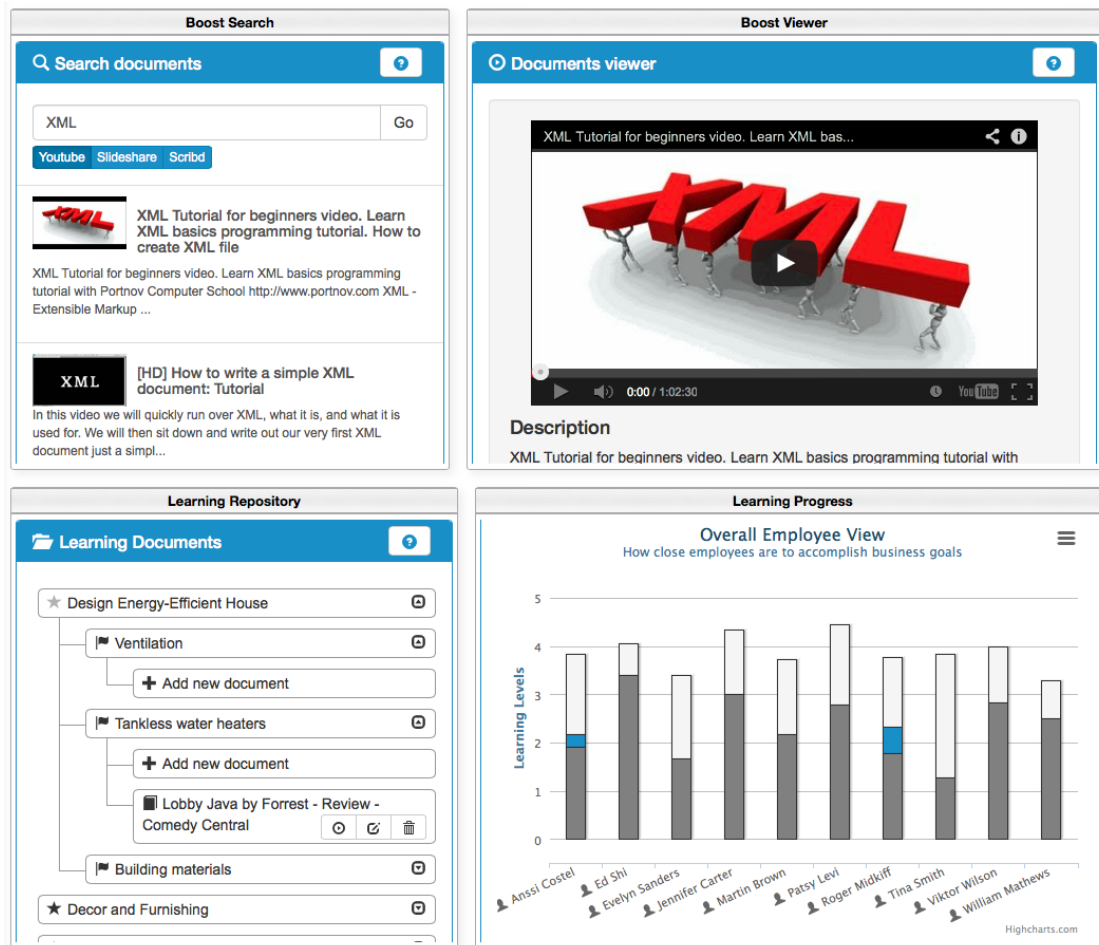 Boost Search
Search documents
XML
Go
Youtube Slideshare Scribd
XML Tutorial for beginners video. Learn
XML basics programming tutorial. How to
create XML file
XML Tutorial for beginners video. Learn XML basics programming
tutorial with Portnov Computer School http://www.portnov.com XML -
Extensible Markup ...
XML
[HD] How to write a simple XML
document: Tutorial
In this video we will quickly run over XML, what it is, and what it is
used for. We will then sit down and write out our very first XML
document just a simpl...
Boost Viewer
Documents viewer
XML Tutorial for beginners video. Learn XML bas...
XML
0:00 / 1:02:30
YouTube
Description
XML Tutorial for beginners video. Learn XML basics programming tutorial with
Learning Repository
Learning Documents
Design Energy-Efficient House
Ventilation
Add new document
Tankless water heaters
Add new document
Lobby Java by Forrest - Review -
Comedy Central
Building materials
Decor and Furnishing
Learning Progress
Overall Employee View
How close employees are to accomplish business goals
Learning Levels
5
4
3
2
1
0
Anssi Costel
Ed Shi
Evelyn Sanders
Jennifer Carter
Martin Brown
Patsy Levi
Roger Midkiff
Tina Smith
Viktor Wilson
William Mathews
Highcharts.com